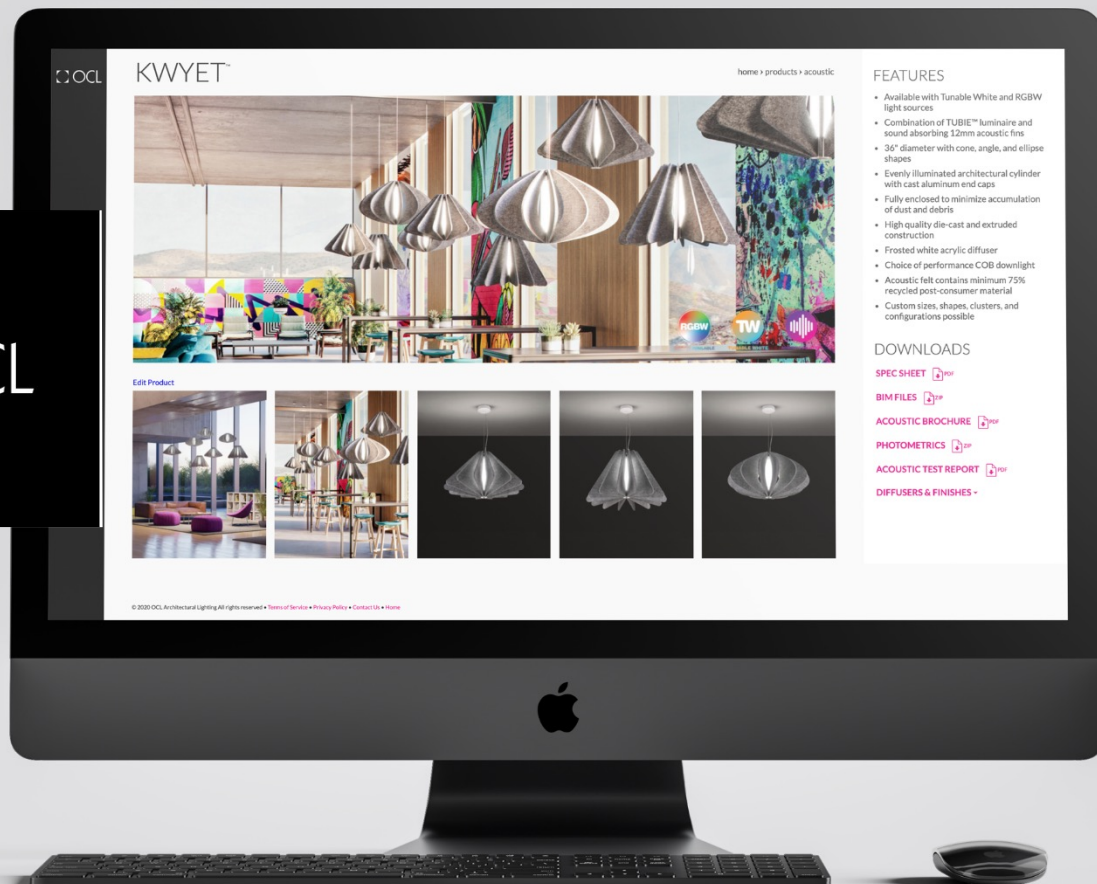 CL
OCL
KWYET™
home > products > acoustic
RGBW
TW
Edit Product
© 2020 OCL Architectural Lighting All rights reserved • Terms of Service • Privacy Policy • Contact Us • Home
FEATURES
• Available with Tunable White and RGBW
light sources
• Combination of TUBIE™ luminaire and
sound absorbing 12mm acoustic fins
• 36" diameter with cone, angle, and ellipse
shapes
• Evenly illuminated architectural cylinder
with cast aluminum end caps
• Fully enclosed to minimize accumulation
of dust and debris
• High quality die-cast and extruded
construction
• Frosted white acrylic diffuser
• Choice of performance COB downlight
• Acoustic felt contains minimum 75%
recycled post-consumer material
• Custom sizes, shapes, clusters, and
configurations possible
DOWNLOADS
SPEC SHEET PDF
BIM FILES ZIP
ACOUSTIC BROCHURE PDF
PHOTOMETRICS ZIP
ACOUSTIC TEST REPORT PDF
DIFFUSERS & FINISHES